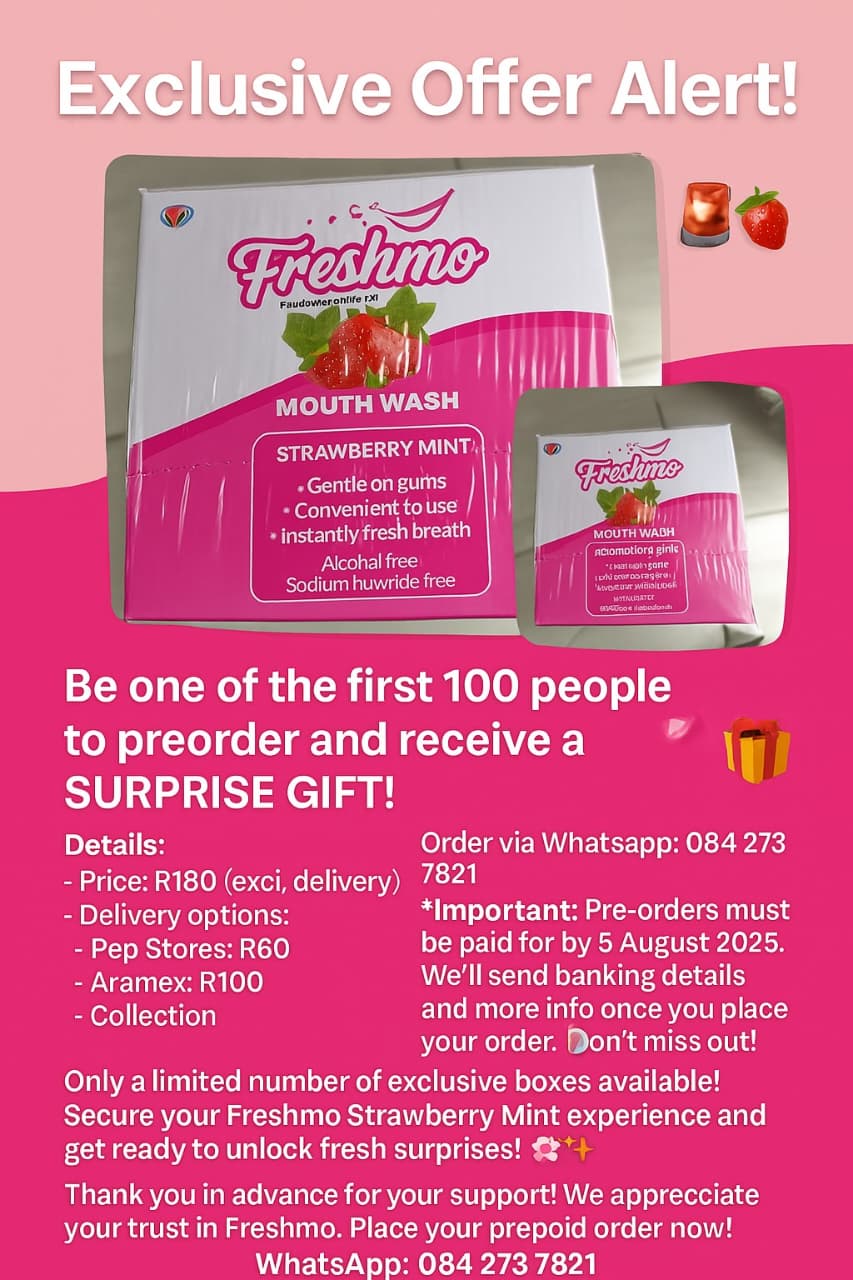 Exclusive Offer Alert!
Freshmo
MOUTH WASH
STRAWBERRY MINT
• Gentle on gums
• Convenient to use
• instantly fresh breath
Alcohal free
Sodium huwride free
Freshmo
MOUTH WASH
Be one of the first 100 people
to preorder and receive a
SURPRISE GIFT!
Details:
- Price: R180 (exci, delivery)
- Delivery options:
- Pep Stores: R60
- Aramex: R100
- Collection
Order via Whatsapp: 084 273
7821
*Important: Pre-orders must
be paid for by 5 August 2025.
We'll send banking details
and more info once you place
your order. Don't miss out!
Only a limited number of exclusive boxes available!
Secure your Freshmo Strawberry Mint experience and
get ready to unlock fresh surprises!
Thank you in advance for your support! We apprecciate
your trust in Freshmo. Place your prepoid order now!
WhatsApp: 084 273 7821